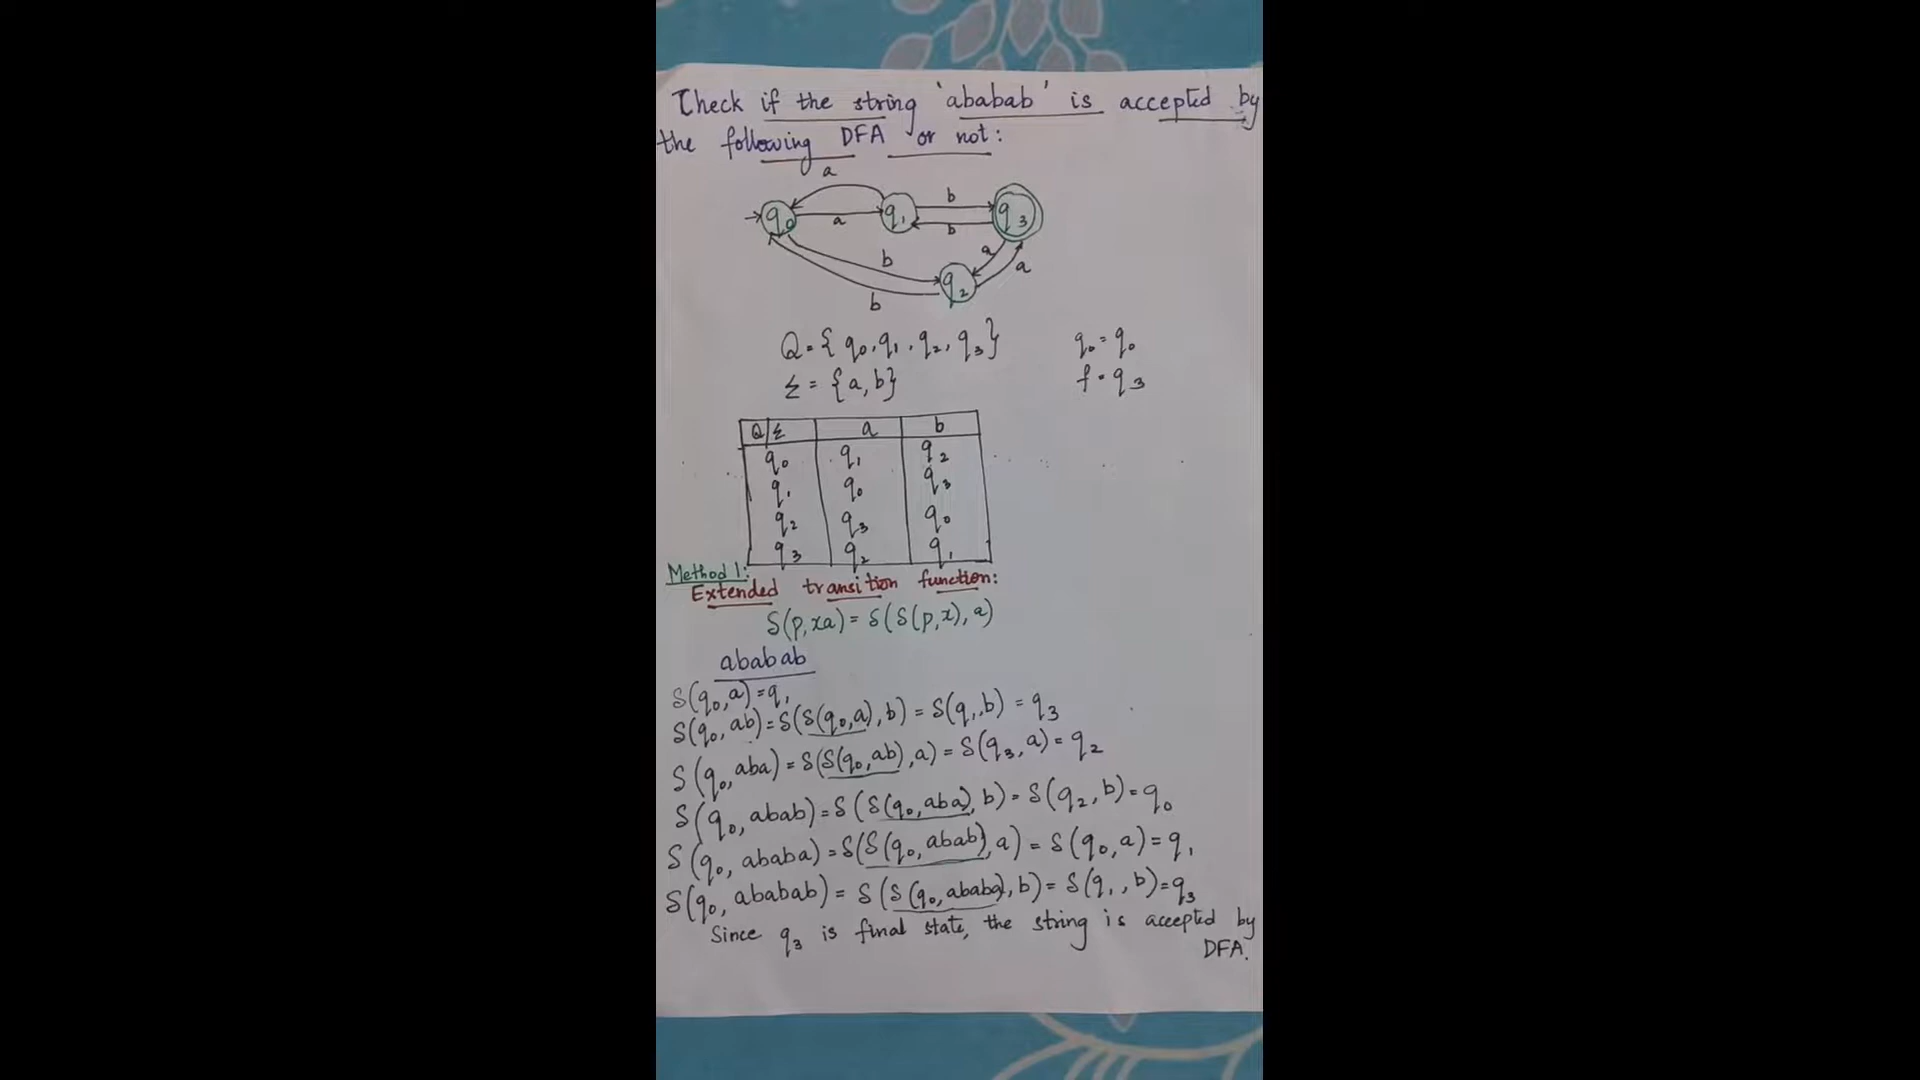 Check if the string 'ababab' is accepted by
the following DFA or not:
a
q₀ a q₁ b b q₃
b a a
q₂
b
Q = { q₀, q₁, q₂, q₃} q₀ = q₀
Σ = {a, b} f = q₃
Q/Σ a b
q₀ q₁ q₂
q₁ q₀ q₃
q₂ q₃ q₀
q₃ q₂ q₁
Method 1:
Extended transition function:
δ(p, xa) = δ(δ(p,x), a)
ababab
δ(q₀, a) = q₁
δ(q₀, ab) = δ(δ(q₀,a), b) = δ(q₁, b) = q₃
δ(q₀, aba) = δ(δ(q₀, ab), a) = δ(q₃, a) = q₂
δ(q₀, abab) = δ(δ(q₀, aba), b) = δ(q₂, b) = q₀
δ(q₀, ababa) = δ(δ(q₀, abab), a) = δ(q₀, a) = q₁
δ(q₀, ababab) = δ(δ(q₀, ababa), b) = δ(q₁, b) = q₃
Since q₃ is final state, the string is accepted by
DFA.